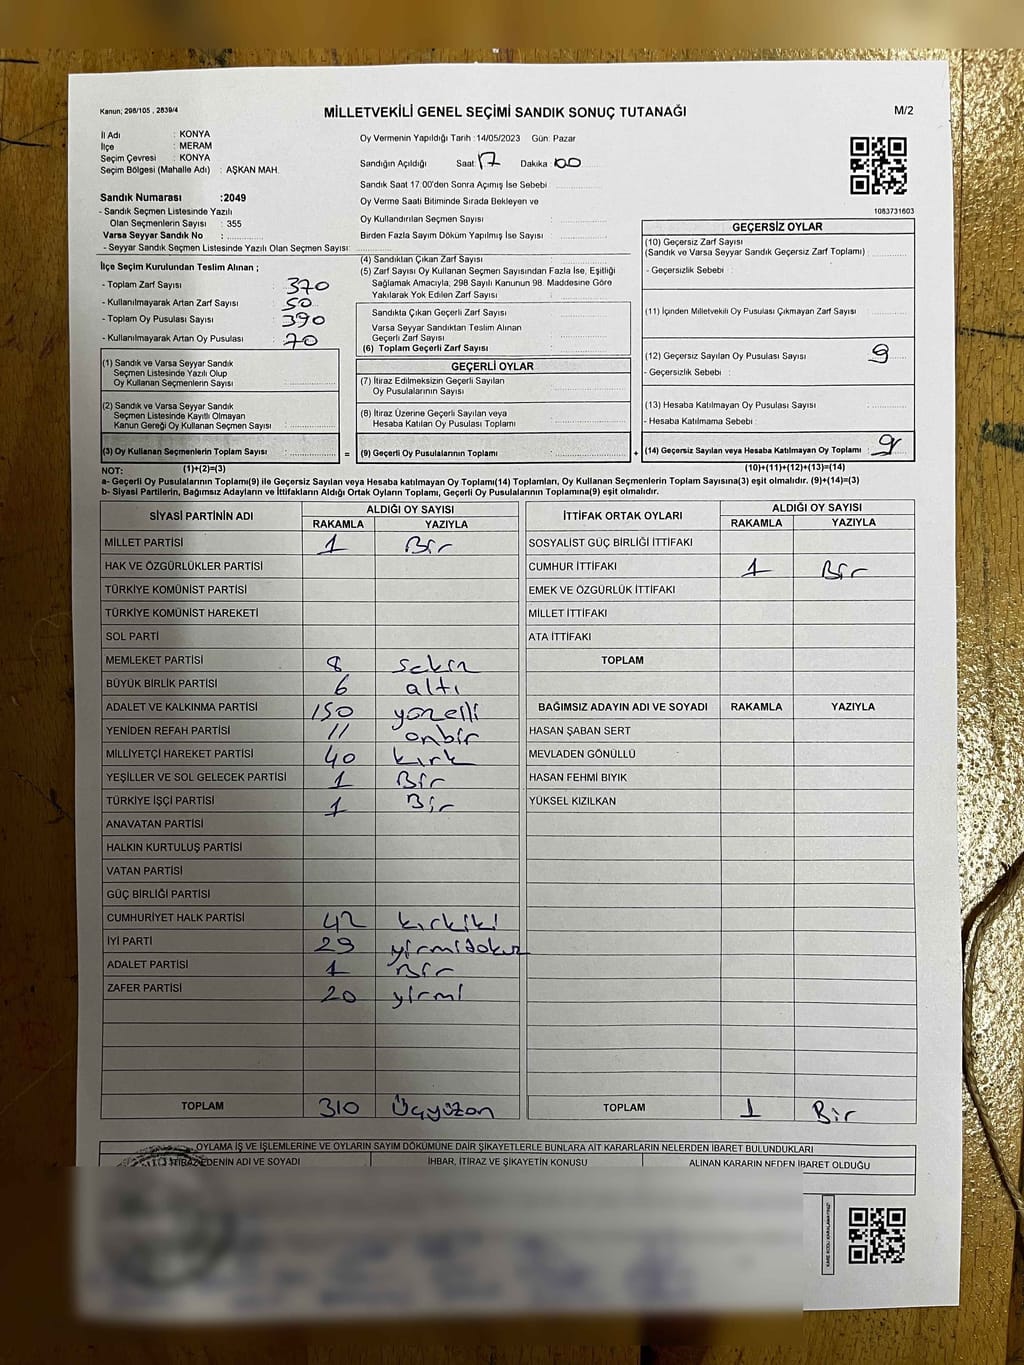 Kanun; 298/105 , 2839/4
MİLLETVEKİLİ GENEL SEÇİMİ SANDIK SONUÇ TUTANAĞI
M/2
İl Adı : KONYA
İlçe : MERAM
Seçim Çevresi : KONYA
Seçim Bölgesi (Mahalle Adı) : AŞKAN MAH.
Sandık Numarası :2049
- Sandık Seçmen Listesinde Yazılı
Olan Seçmenlerin Sayısı : 355
Varsa Seyyar Sandık No :
- Seyyar Sandık Seçmen Listesinde Yazılı Olan Seçmen Sayısı:
Oy Vermenin Yapıldığı Tarih :14/05/2023 Gün: Pazar
Sandığın Açıldığı Saat: 17 Dakika 00
Sandık Saat 17:00'den Sonra Açımış İse Sebebi
Oy Verme Saati Bitiminde Sırada Bekleyen ve
Oy Kullandırılan Seçmen Sayısı
Birden Fazla Sayım Döküm Yapılmış İse Sayısı
1083731603
İlçe Seçim Kurulundan Teslim Alınan ;
- Toplam Zarf Sayısı : 370
- Kullanılmayarak Artan Zarf Sayısı : 50
- Toplam Oy Pusulası Sayısı : 390
- Kullanılmayarak Artan Oy Pusulası : 70
(1) Sandık ve Varsa Seyyar Sandık
Seçmen Listesinde Yazılı Olup
Oy Kullanan Seçmenlerin Sayısı
(2) Sandık ve Varsa Seyyar Sandık
Seçmen Listesinde Kayıtlı Olmayan
Kanun Gereği Oy Kullanan Seçmen Sayısı
(3) Oy Kullanan Seçmenlerin Toplam Sayısı :
=
(4) Sandıktan Çıkan Zarf Sayısı
(5) Zarf Sayısı Oy Kullanan Seçmen Sayısından Fazla İse, Eşitliği
Sağlamak Amacıyla, 298 Sayılı Kanunun 98. Maddesine Göre
Yakılarak Yok Edilen Zarf Sayısı
Sandıkta Çıkan Geçerli Zarf Sayısı
Varsa Seyyar Sandıktan Teslim Alınan
Geçerli Zarf Sayısı
(6) Toplam Geçerli Zarf Sayısı
GEÇERLİ OYLAR
(7) İtiraz Edilmeksizin Geçerli Sayılan
Oy Pusulalarının Sayısı
(8) İtiraz Üzerine Geçerli Sayılan veya
Hesaba Katılan Oy Pusulası Toplamı
(9) Geçerli Oy Pusulalarının Toplamı
+
GEÇERSİZ OYLAR
(10) Geçersiz Zarf Sayısı
(Sandık ve Varsa Seyyar Sandık Geçersiz Zarf Toplamı)
- Geçersizlik Sebebi :
(11) İçinden Milletvekili Oy Pusulası Çıkmayan Zarf Sayısı
(12) Geçersiz Sayılan Oy Pusulası Sayısı 9
- Geçersizlik Sebebi :
(13) Hesaba Katılmayan Oy Pusulası Sayısı
- Hesaba Katılmama Sebebi
(14) Geçersiz Sayılan veya Hesaba Katılmayan Oy Toplamı 9
NOT: (1)+(2)=(3) (10)+(11)+(12)+(13)=(14)
a- Geçerli Oy Pusulalarının Toplamı(9) ile Geçersiz Sayılan veya Hesaba katılmayan Oy Toplamı(14) Toplamları, Oy Kullanan Seçmenlerin Toplam Sayısına(3) eşit olmalıdır. (9)+(14)=(3)
b- Siyasi Partilerin, Bağımsız Adayların ve İttifakların Aldığı Ortak Oyların Toplamı, Geçerli Oy Pusulalarının Toplamına(9) eşit olmalıdır.
SİYASİ PARTİNİN ADI ALDIĞI OY SAYISI
RAKAMLA YAZIYLA
MİLLET PARTİSİ 1 Bir
HAK VE ÖZGÜRLÜKLER PARTİSİ
TÜRKİYE KOMÜNİST PARTİSİ
TÜRKİYE KOMÜNİST HAREKETİ
SOL PARTİ
MEMLEKET PARTİSİ 8 sekiz
BÜYÜK BİRLİK PARTİSİ 6 altı
ADALET VE KALKINMA PARTİSİ 150 yüzelli
YENİDEN REFAH PARTİSİ 11 onbir
MİLLİYETÇİ HAREKET PARTİSİ 40 kırk
YEŞİLLER VE SOL GELECEK PARTİSİ 1 Bir
TÜRKİYE İŞÇİ PARTİSİ 1 Bir
ANAVATAN PARTİSİ
HALKIN KURTULUŞ PARTİSİ
VATAN PARTİSİ
GÜÇ BİRLİĞİ PARTİSİ
CUMHURİYET HALK PARTİSİ 42 kırkiki
İYİ PARTİ 29 yirmidokuz
ADALET PARTİSİ 1 Bir
ZAFER PARTİSİ 20 yirmi
TOPLAM 310 Üçyüzon
İTTİFAK ORTAK OYLARI ALDIĞI OY SAYISI
RAKAMLA YAZIYLA
SOSYALİST GÜÇ BİRLİĞİ İTTİFAKI
CUMHUR İTTİFAKI 1 Bir
EMEK VE ÖZGÜRLÜK İTTİFAKI
MİLLET İTTİFAKI
ATA İTTİFAKI
TOPLAM
BAĞIMSIZ ADAYIN ADI VE SOYADI RAKAMLA YAZIYLA
HASAN ŞABAN SERT
MEVLADEN GÖNÜLLÜ
HASAN FEHMİ BIYIK
YÜKSEL KIZILKAN
TOPLAM 1 Bir
OYLAMA İŞ VE İŞLEMLERİNE VE OYLARIN SAYIM DÖKÜMÜNE DAİR ŞİKAYETLERLE BUNLARA AİT KARARLARIN NELERDEN İBARET BULUNDUKLARI
EDENİN ADI VE SOYADI İHBAR, İTİRAZ VE ŞİKAYETİN KONUSU ALINAN KARARIN NEDEN İBARET OLDUĞU